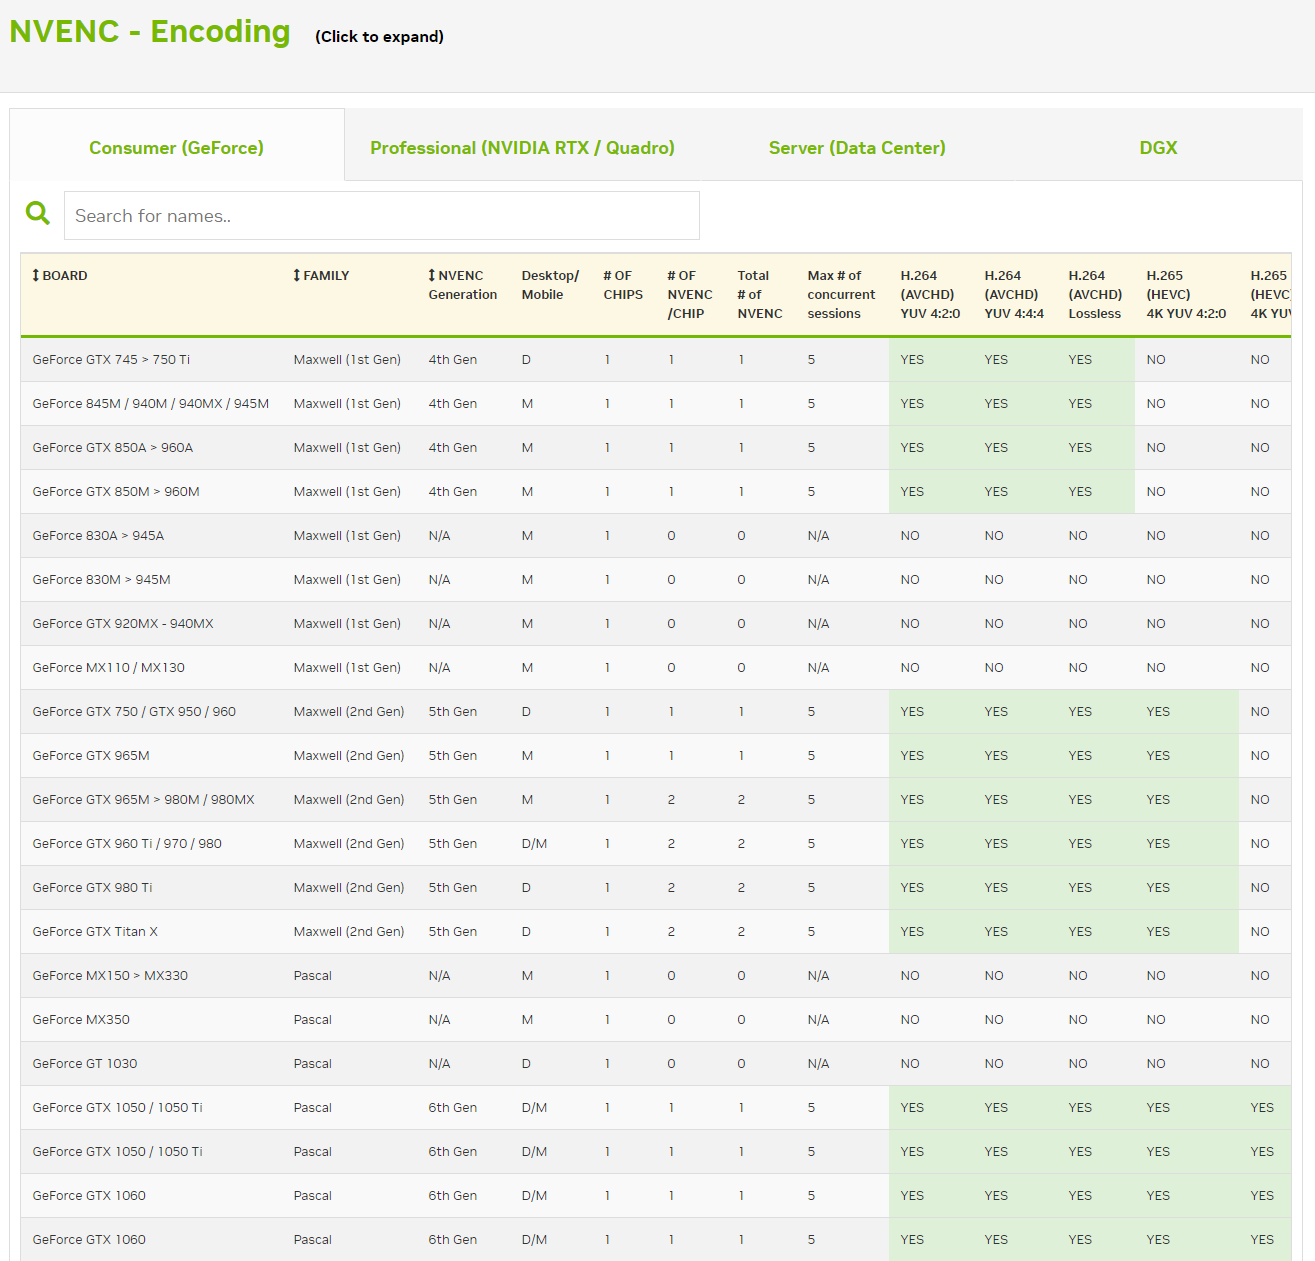 NVENC - Encoding (Click to expand)
Consumer (GeForce) Professional (NVIDIA RTX / Quadro) Server (Data Center) DGX
Search for names..
BOARD FAMILY NVENC Generation Desktop/ Mobile # OF CHIPS # OF NVENC /CHIP Total # of NVENC Max # of concurrent sessions H.264 (AVCHD) YUV 4:2:0 H.264 (AVCHD) YUV 4:4:4 H.264 (AVCHD) Lossless H.265 (HEVC) 4K YUV 4:2:0 H.265 (HEVC 4K YUV
GeForce GTX 745 > 750 Ti Maxwell (1st Gen) 4th Gen D 1 1 1 5 YES YES YES NO NO
GeForce 845M / 940M / 940MX / 945M Maxwell (1st Gen) 4th Gen M 1 1 1 5 YES YES YES NO NO
GeForce GTX 850A > 960A Maxwell (1st Gen) 4th Gen M 1 1 1 5 YES YES YES NO NO
GeForce GTX 850M > 960M Maxwell (1st Gen) 4th Gen M 1 1 1 5 YES YES YES NO NO
GeForce 830A > 945A Maxwell (1st Gen) N/A M 1 0 0 N/A NO NO NO NO NO
GeForce 830M > 945M Maxwell (1st Gen) N/A M 1 0 0 N/A NO NO NO NO NO
GeForce GTX 920MX - 940MX Maxwell (1st Gen) N/A M 1 0 0 N/A NO NO NO NO NO
GeForce MX110 / MX130 Maxwell (1st Gen) N/A M 1 0 0 N/A NO NO NO NO NO
GeForce GTX 750 / GTX 950 / 960 Maxwell (2nd Gen) 5th Gen D 1 1 1 5 YES YES YES YES NO
GeForce GTX 965M Maxwell (2nd Gen) 5th Gen M 1 1 1 5 YES YES YES YES NO
GeForce GTX 965M > 980M / 980MX Maxwell (2nd Gen) 5th Gen M 1 2 2 5 YES YES YES YES NO
GeForce GTX 960 Ti / 970 / 980 Maxwell (2nd Gen) 5th Gen D/M 1 2 2 5 YES YES YES YES NO
GeForce GTX 980 Ti Maxwell (2nd Gen) 5th Gen D 1 2 2 5 YES YES YES YES NO
GeForce GTX Titan X Maxwell (2nd Gen) 5th Gen D 1 2 2 5 YES YES YES YES NO
GeForce MX150 > MX330 Pascal N/A M 1 0 0 N/A NO NO NO NO NO
GeForce MX350 Pascal N/A M 1 0 0 N/A NO NO NO NO NO
GeForce GT 1030 Pascal N/A D 1 0 0 N/A NO NO NO NO NO
GeForce GTX 1050 / 1050 Ti Pascal 6th Gen D/M 1 1 1 5 YES YES YES YES YES
GeForce GTX 1050 / 1050 Ti Pascal 6th Gen D/M 1 1 1 5 YES YES YES YES YES
GeForce GTX 1060 Pascal 6th Gen D/M 1 1 1 5 YES YES YES YES YES
GeForce GTX 1060 Pascal 6th Gen D/M 1 1 1 5 YES YES YES YES YES